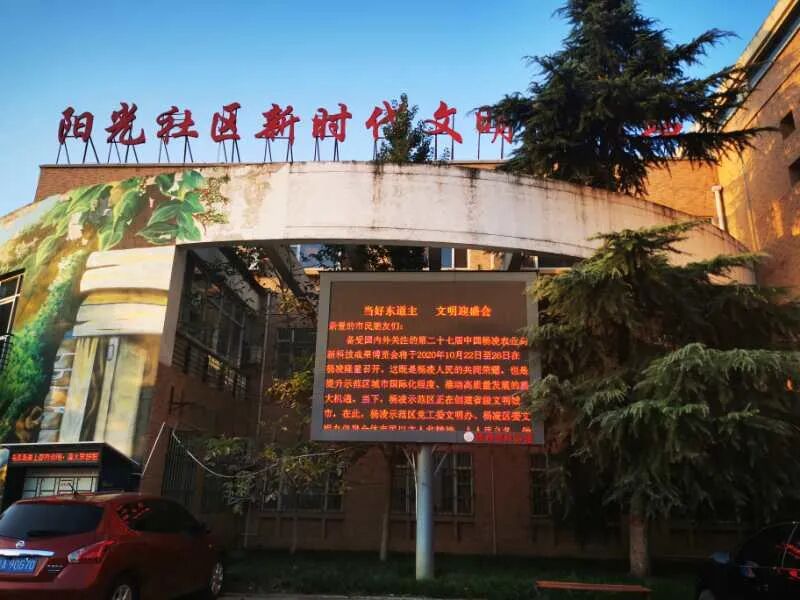 阳光社区新时代文明
当好东道主 文明迎盛会
亲爱的市民朋友们:
备受国内外关注的第二十七届中国杨凌农业高
新科技成果博览会将于2020年10月22日至26日在
杨凌隆重召开。这既是杨凌人民的共同荣耀，也是
提升示范区城市国际化程度、推动高质量发展的重
大机遇。当下，杨凌示范区正在创建省级文明城
市，在此，杨凌示范区党工委文明办、杨凌区委文
90G70